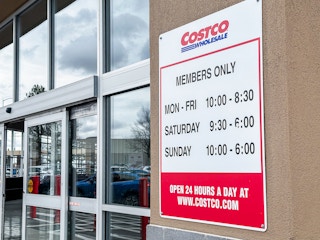 COSTCO
WHOLESALE
MEMBERS ONLY
MON - FRI 10:00 - 8:30
SATURDAY 9:30 - 6:00
SUNDAY 10:00 - 6:00
OPEN 24 HOURS A DAY AT
WWW.COSTCO.COM